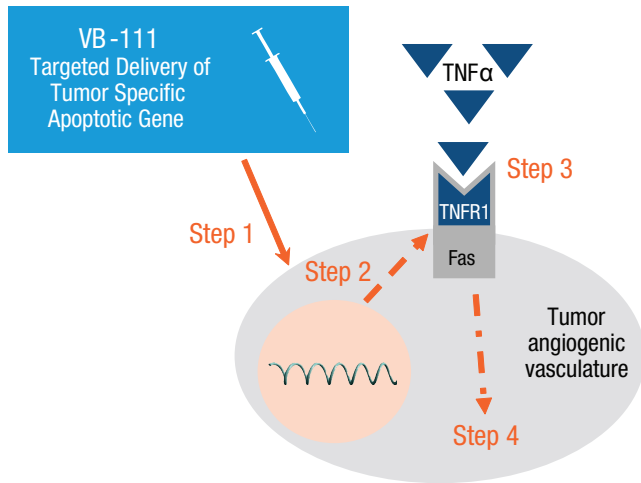 VB-111
Targeted Delivery of
Tumor Specific
Apoptotic Gene
TNFα
Step 3
TNFR1
Step 1
Step 2
Fas
Tumor
angiogenic
vasculature
Step 4